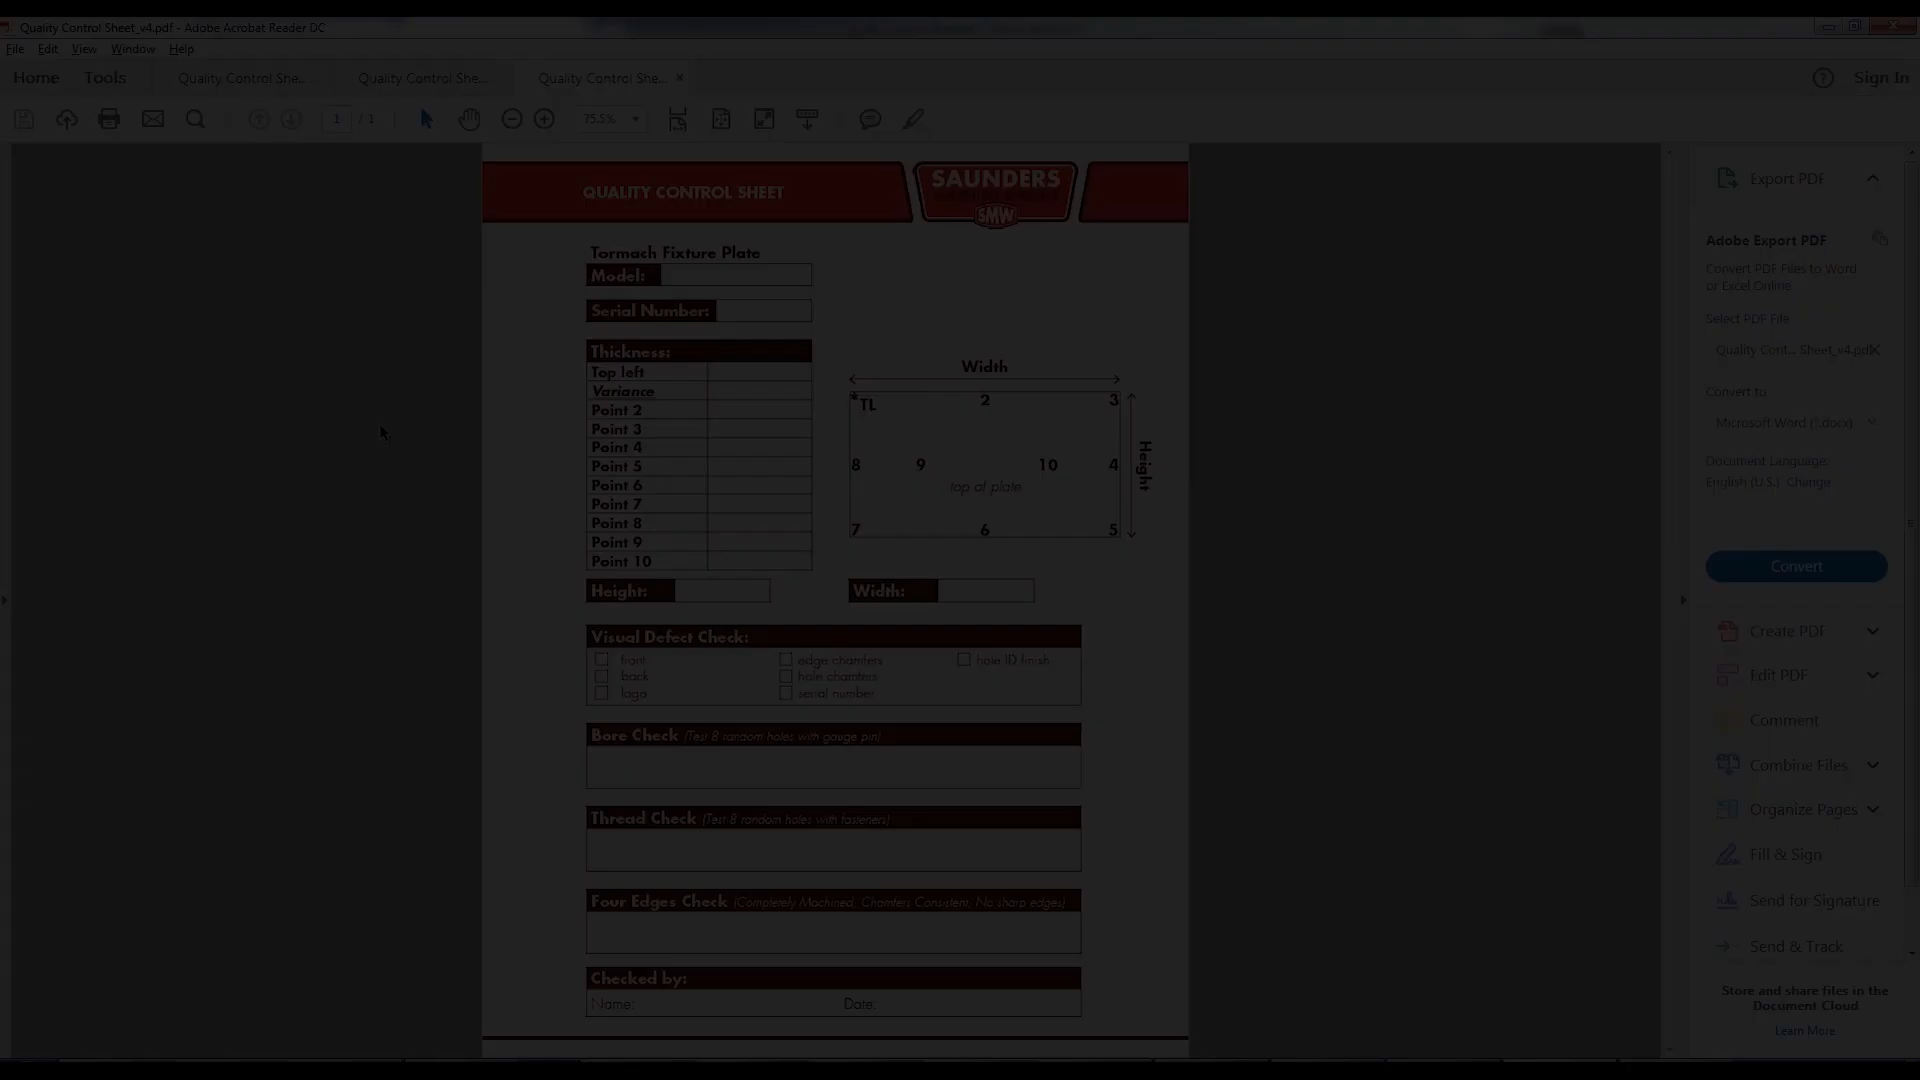 Quality Control Sheet_v4.pdf - Adobe Acrobat Reader DC
File Edit View Window Help
Home Tools Quality Control She... Quality Control She... Quality Control She... × Sign In
1 / 1 75.5%
QUALITY CONTROL SHEET
SAUNDERS
SMW
Tormach Fixture Plate
Model:
Serial Number:
Thickness:
Top left
Variance
Point 2
Point 3
Point 4
Point 5
Point 6
Point 7
Point 8
Point 9
Point 10
Width
*TL 2 3
8 9 10 4
top of plate
7 6 5
Height
Height:
Width:
Visual Defect Check:
front edge chamfers hole ID finish
back hole chamfers
logo serial number
Bore Check (Test 8 random holes with gauge pin)
Thread Check (Test 8 random holes with fasteners)
Four Edges Check (Completely Machined, Chamfers Consistent, No sharp edges)
Checked by:
Name: Date:
Export PDF
Adobe Export PDF
Convert PDF Files to Word
or Excel Online
Select PDF File
Quality Cont... Sheet_v4.pdf
Convert to
Microsoft Word (*.docx)
Document Language:
English (U.S.) Change
Convert
Create PDF
Edit PDF
Comment
Combine Files
Organize Pages
Fill & Sign
Send for Signature
Send & Track
Store and share files in the
Document Cloud
Learn More